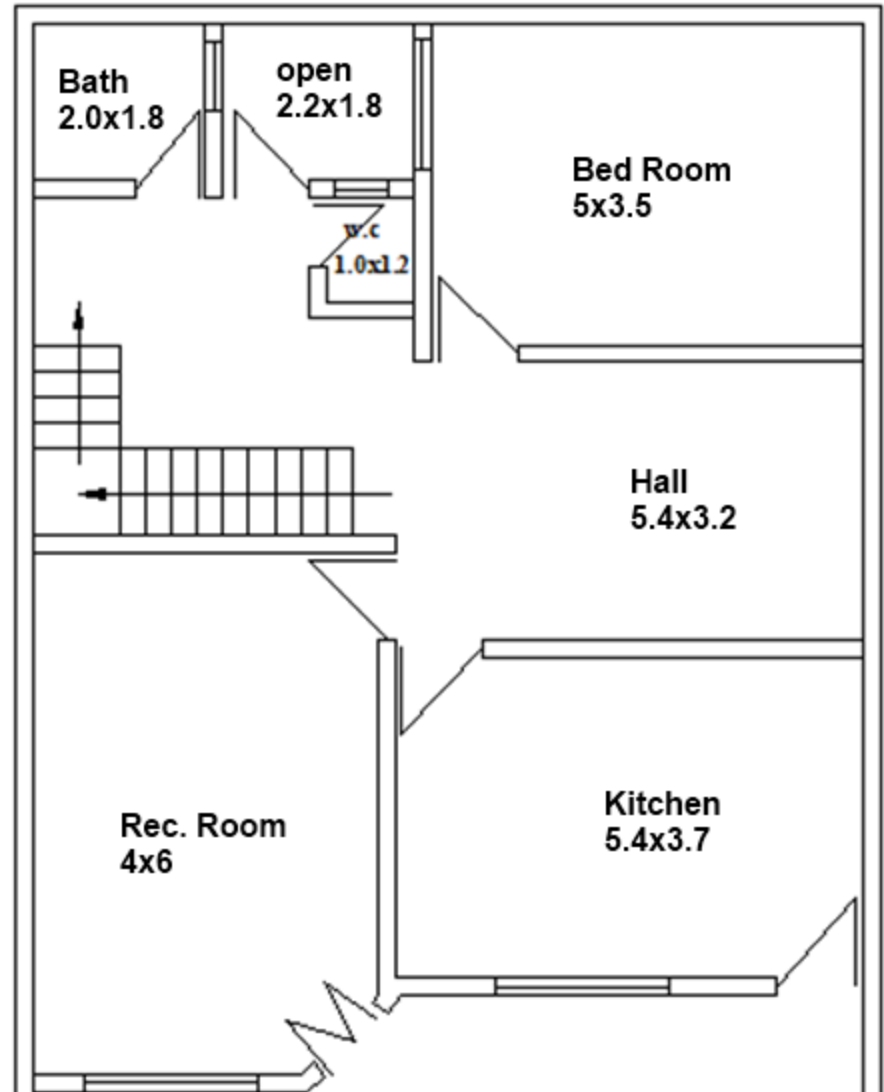 Bath
2.0x1.8
open
2.2x1.8
Bed Room
5x3.5
w.c
1.0x1.2
Hall
5.4x3.2
Kitchen
5.4x3.7
Rec. Room
4x6